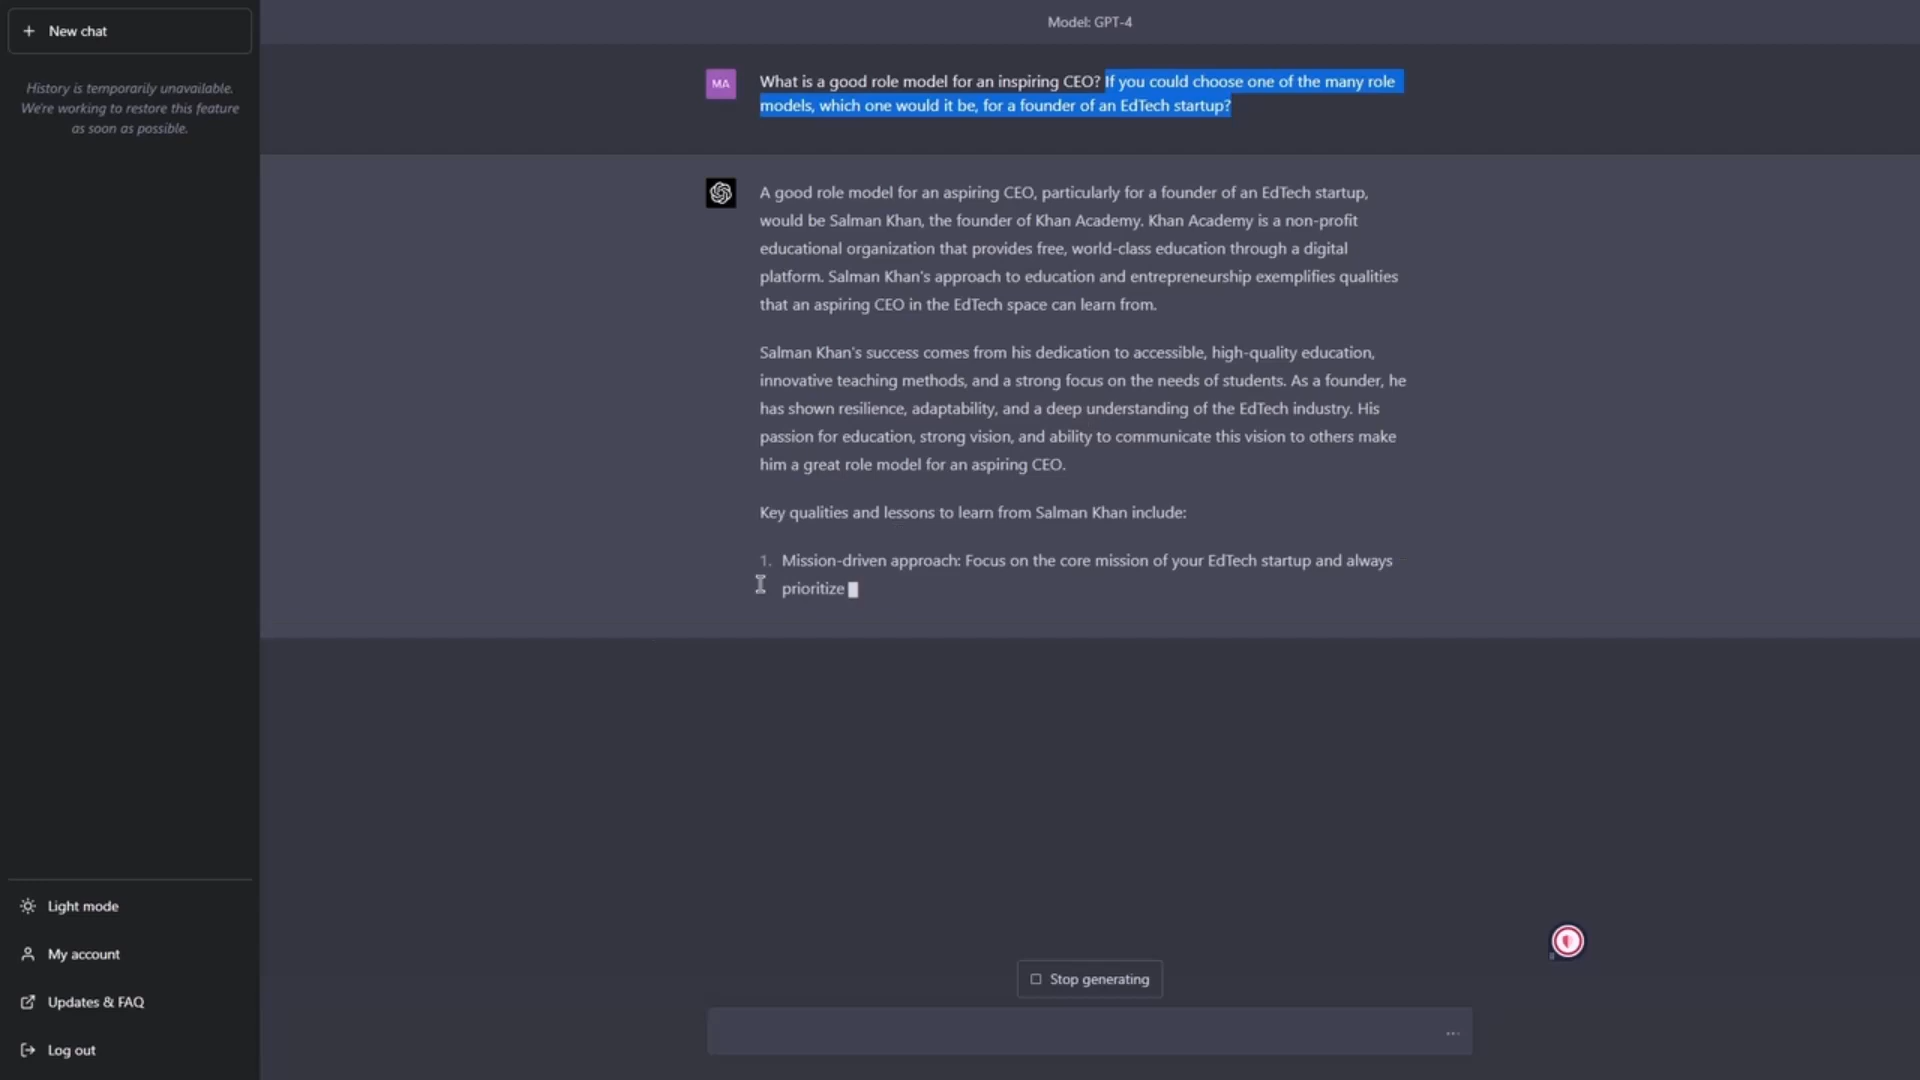 New chat
History is temporarily unavailable.
We're working to restore this feature
as soon as possible.
Light mode
My account
Updates & FAQ
Log out
Model: GPT-4
MA
What is a good role model for an inspiring CEO? If you could choose one of the many role
models, which one would it be, for a founder of an EdTech startup?
A good role model for an aspiring CEO, particularly for a founder of an EdTech startup,
would be Salman Khan, the founder of Khan Academy. Khan Academy is a non-profit
educational organization that provides free, world-class education through a digital
platform. Salman Khan's approach to education and entrepreneurship exemplifies qualities
that an aspiring CEO in the EdTech space can learn from.
Salman Khan's success comes from his dedication to accessible, high-quality education,
innovative teaching methods, and a strong focus on the needs of students. As a founder, he
has shown resilience, adaptability, and a deep understanding of the EdTech industry. His
passion for education, strong vision, and ability to communicate this vision to others make
him a great role model for an aspiring CEO.
Key qualities and lessons to learn from Salman Khan include:
1. Mission-driven approach: Focus on the core mission of your EdTech startup and always
prioritize
Stop generating